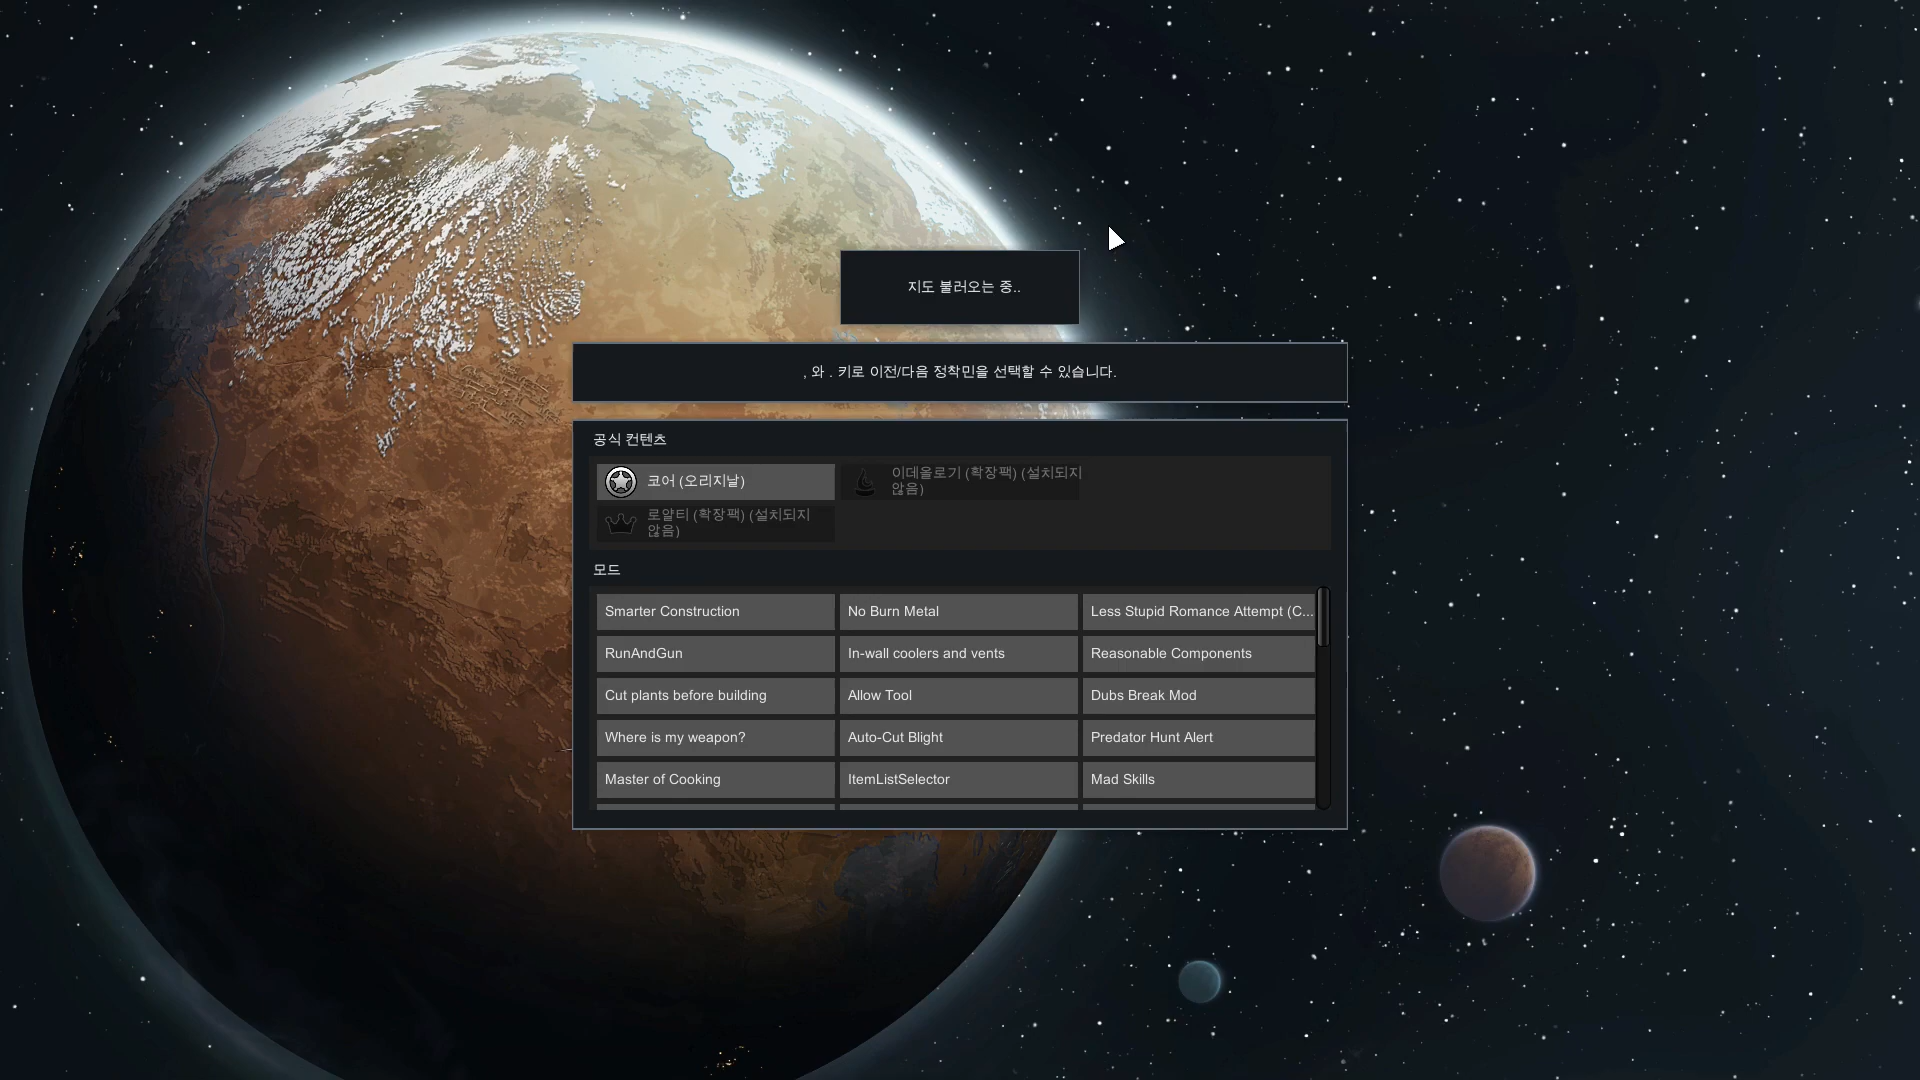 지도 불러오는 중..
, 와 . 키로 이전/다음 정착민을 선택할 수 있습니다.
공식 컨텐츠
코어 (오리지날)
이데올로기 (확장팩) (설치되지
않음)
로얄티 (확장팩) (설치되지
않음)
모드
Smarter Construction
No Burn Metal
Less Stupid Romance Attempt (C...
RunAndGun
In-wall coolers and vents
Reasonable Components
Cut plants before building
Allow Tool
Dubs Break Mod
Where is my weapon?
Auto-Cut Blight
Predator Hunt Alert
Master of Cooking
ItemListSelector
Mad Skills